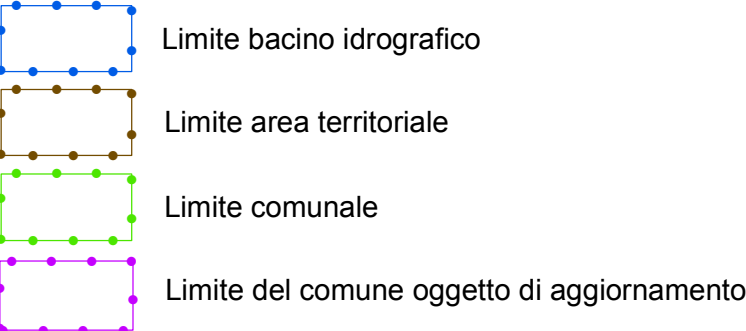 Limite bacino idrografico
Limite area territoriale
Limite comunale
Limite del comune oggetto di aggiornamento